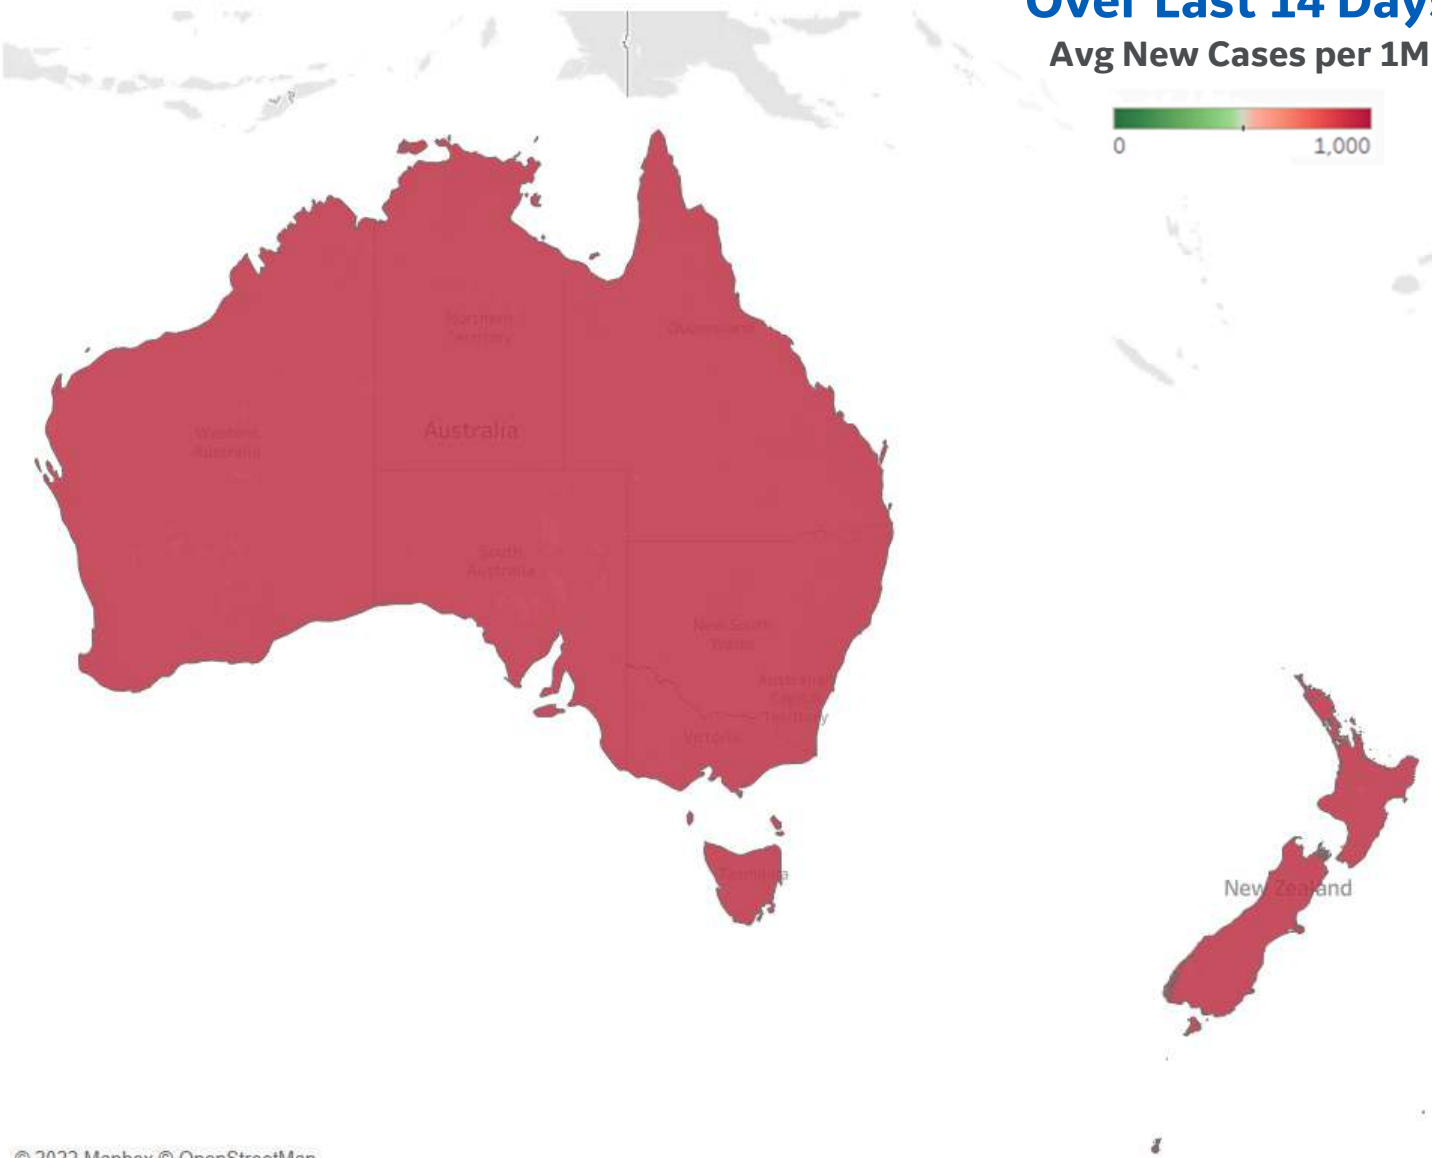 Over Last 14 Days
Avg New Cases per 1M
0 1,000
Northern
Territory
Queensland
Australia
Western
Australia
South
Australia
New South
Wales
Australia
Capital
Territory
Victoria
Tasmania
New Zealand
© 2022 Mapbox © OpenStreetMap